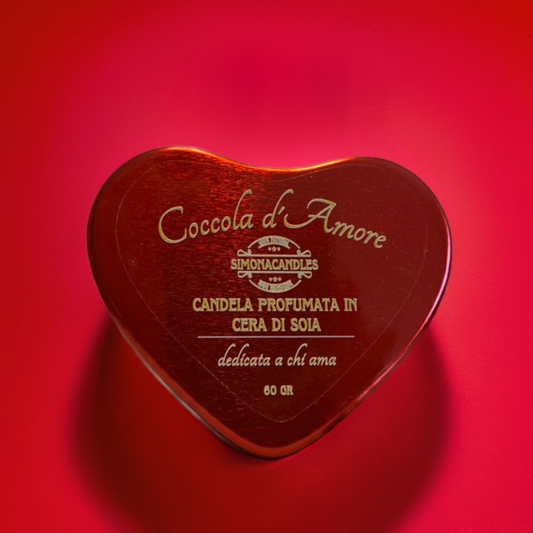 Coccola d'Amore
SIMONACANDLES
CANDELA PROFUMATA IN
CERA DI SOIA
dedicata a chi ama
60 GR